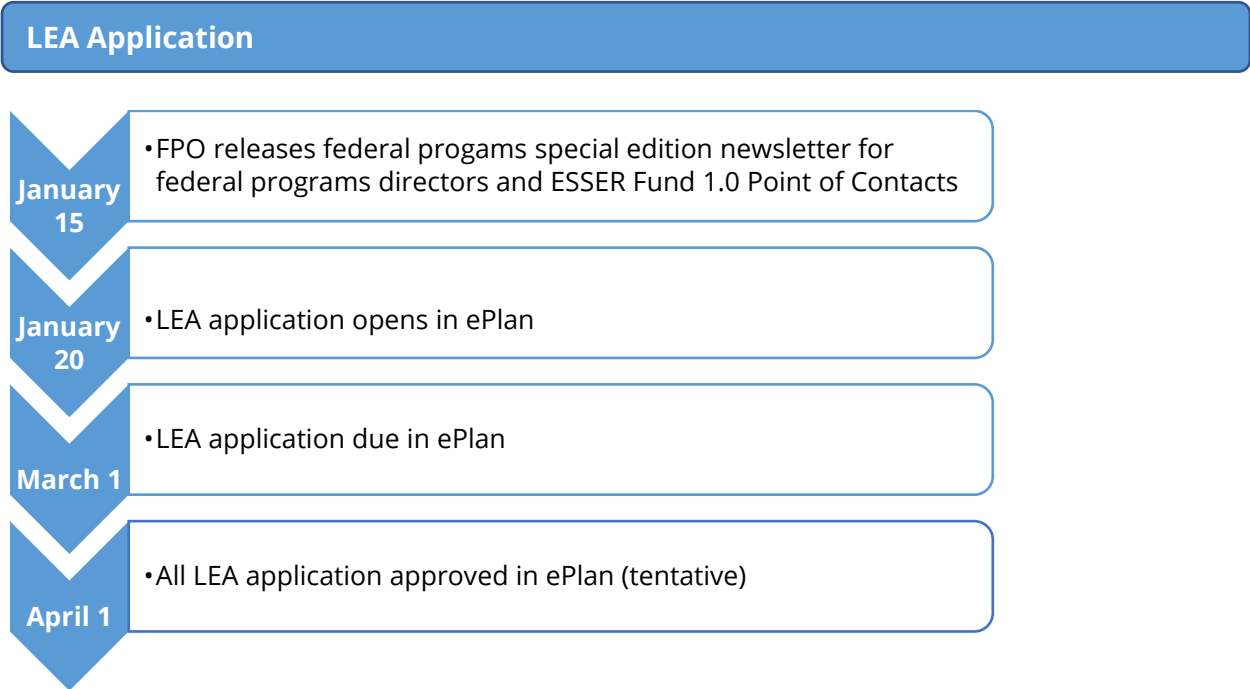 LEA Application
January
15
•FPO releases federal progams special edition newsletter for
federal programs directors and ESSER Fund 1.0 Point of Contacts
January
20
•LEA application opens in ePlan
March 1
•LEA application due in ePlan
April 1
•All LEA application approved in ePlan (tentative)